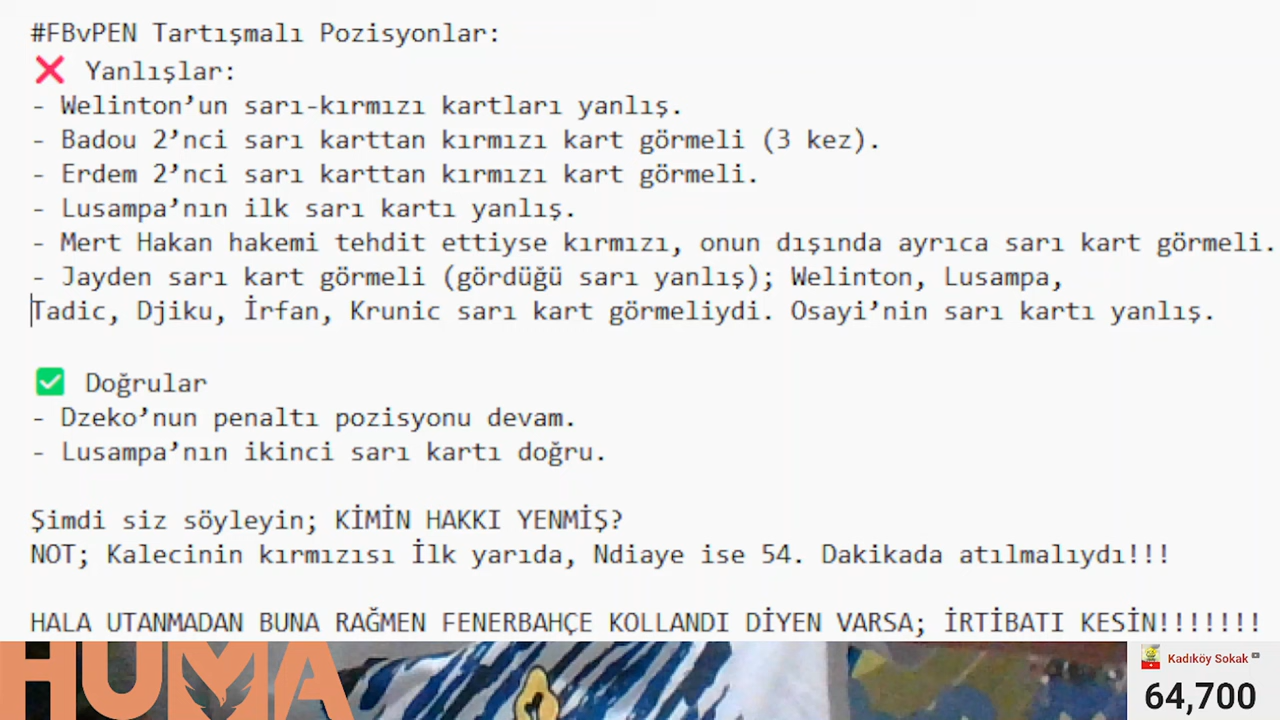 #FBvPEN Tartışmalı Pozisyonlar:
❌ Yanlışlar:
- Welinton’un sarı-kırmızı kartları yanlış.
- Badou 2’nci sarı karttan kırmızı kart görmeli (3 kez).
- Erdem 2’nci sarı karttan kırmızı kart görmeli.
- Lusampa’nın ilk sarı kartı yanlış.
- Mert Hakan hakemi tehdit ettiyse kırmızı, onun dışında ayrıca sarı kart görmeli.
- Jayden sarı kart görmeli (gördüğü sarı yanlış); Welinton, Lusampa,
Tadic, Djiku, İrfan, Krunic sarı kart görmeliydi. Osayi’nin sarı kartı yanlış.
✅ Doğrular
- Dzeko’nun penaltı pozisyonu devam.
- Lusampa’nın ikinci sarı kartı doğru.
Şimdi siz söyleyin; KİMİN HAKKI YENMİŞ?
NOT; Kalecinin kırmızısı İlk yarıda, Ndiaye ise 54. Dakikada atılmalıydı!!!
HALA UTANMADAN BUNA RAĞMEN FENERBAHÇE KOLLANDI DİYEN VARSA; İRTİBATI KESİN!!!!!!!
HUMA
Kadıköy Sokak
64,700